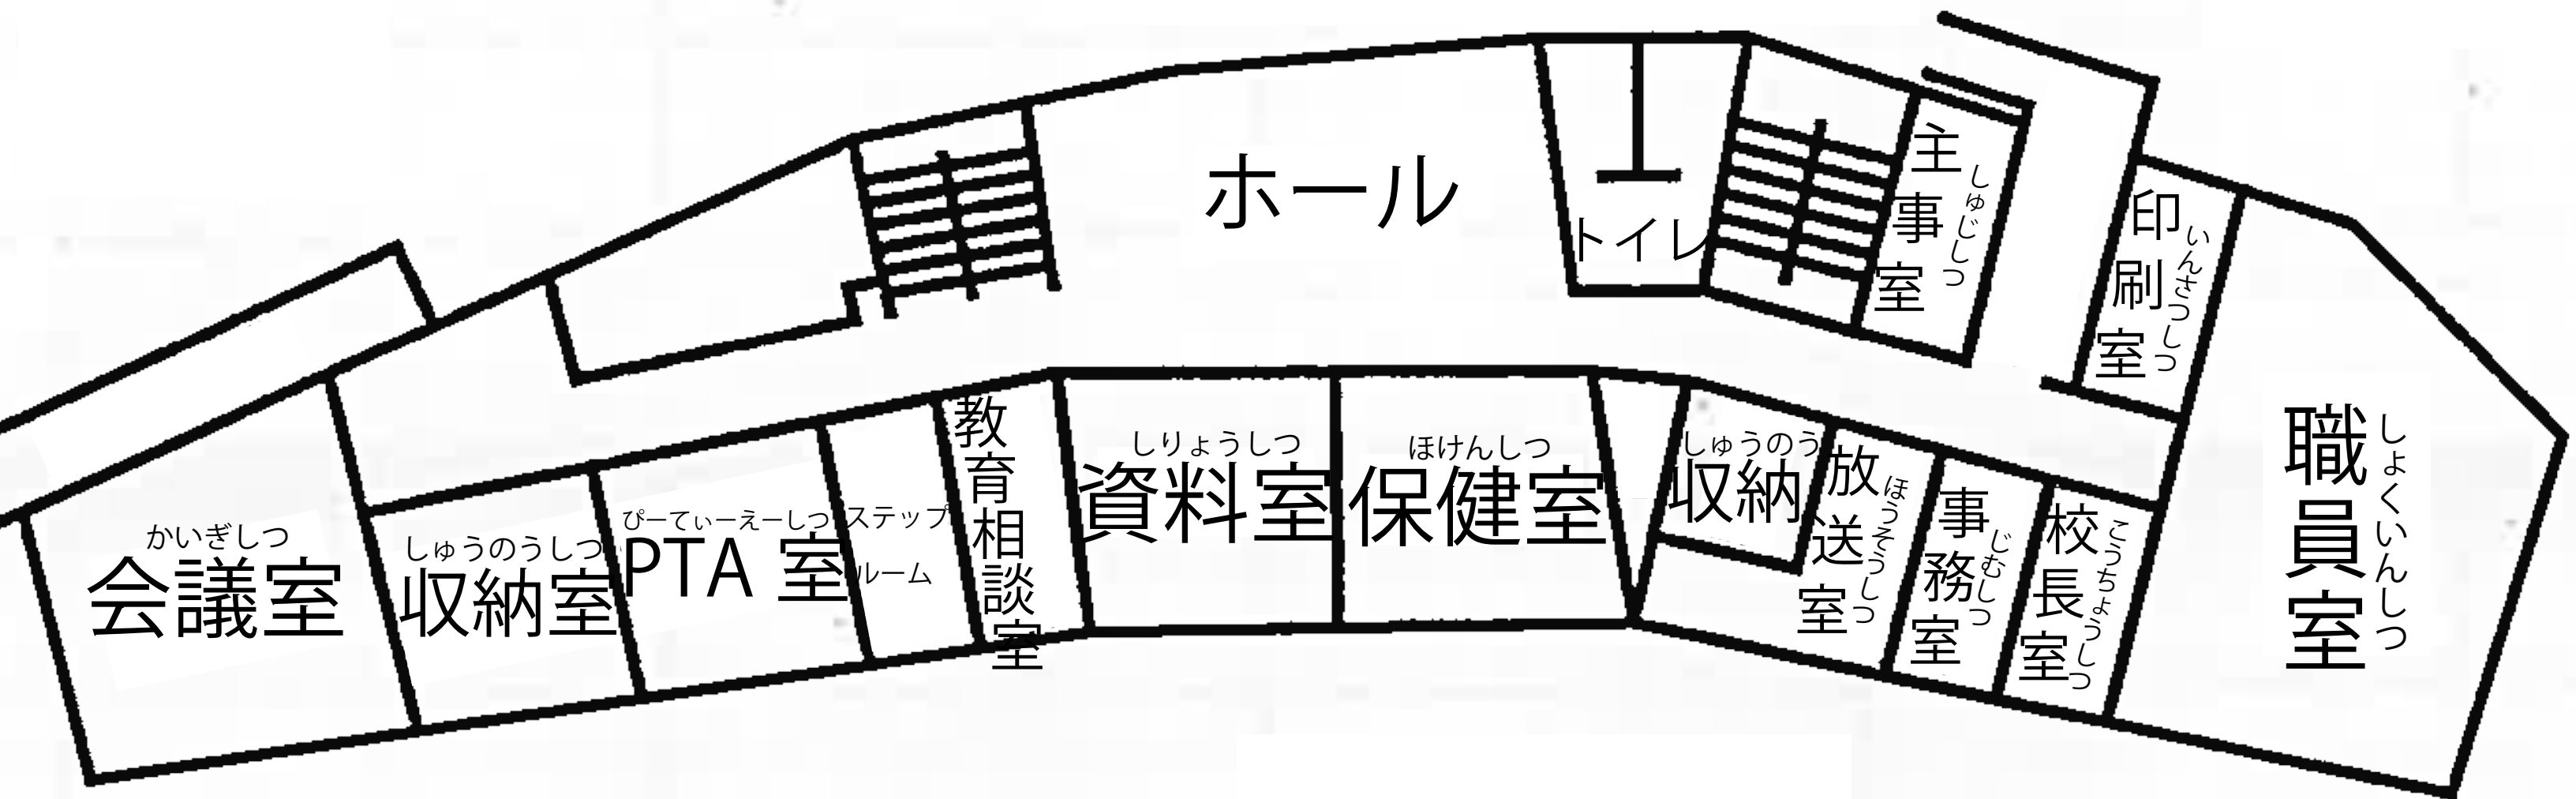 ホール
トイレ
主事室
しゅじしつ
印刷室
いんさつしつ
職員室
しょくいんしつ
かいぎしつ
会議室
しゅうのうしつ
収納室
ぴーてぃーえーしつ
PTA 室
ステップ
ルーム
教育相談室
しりょうしつ
資料室
ほけんしつ
保健室
しゅうのう
収納
放送室
ほうそうしつ
事務室
じむしつ
校長室
こうちょうしつ